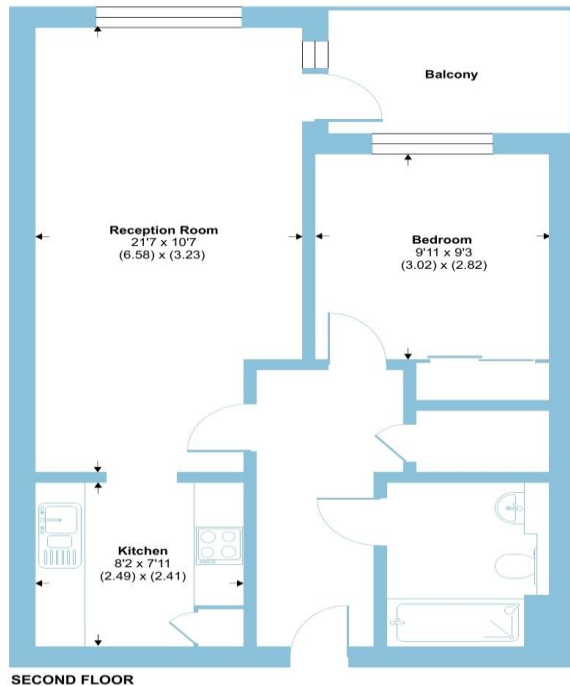 Balcony
Reception Room
21'7 x 10'7
(6.58) x (3.23)
Bedroom
9'11 x 9'3
(3.02) x (2.82)
Kitchen
8'2 x 7'11
(2.49) x (2.41)
SECOND FLOOR